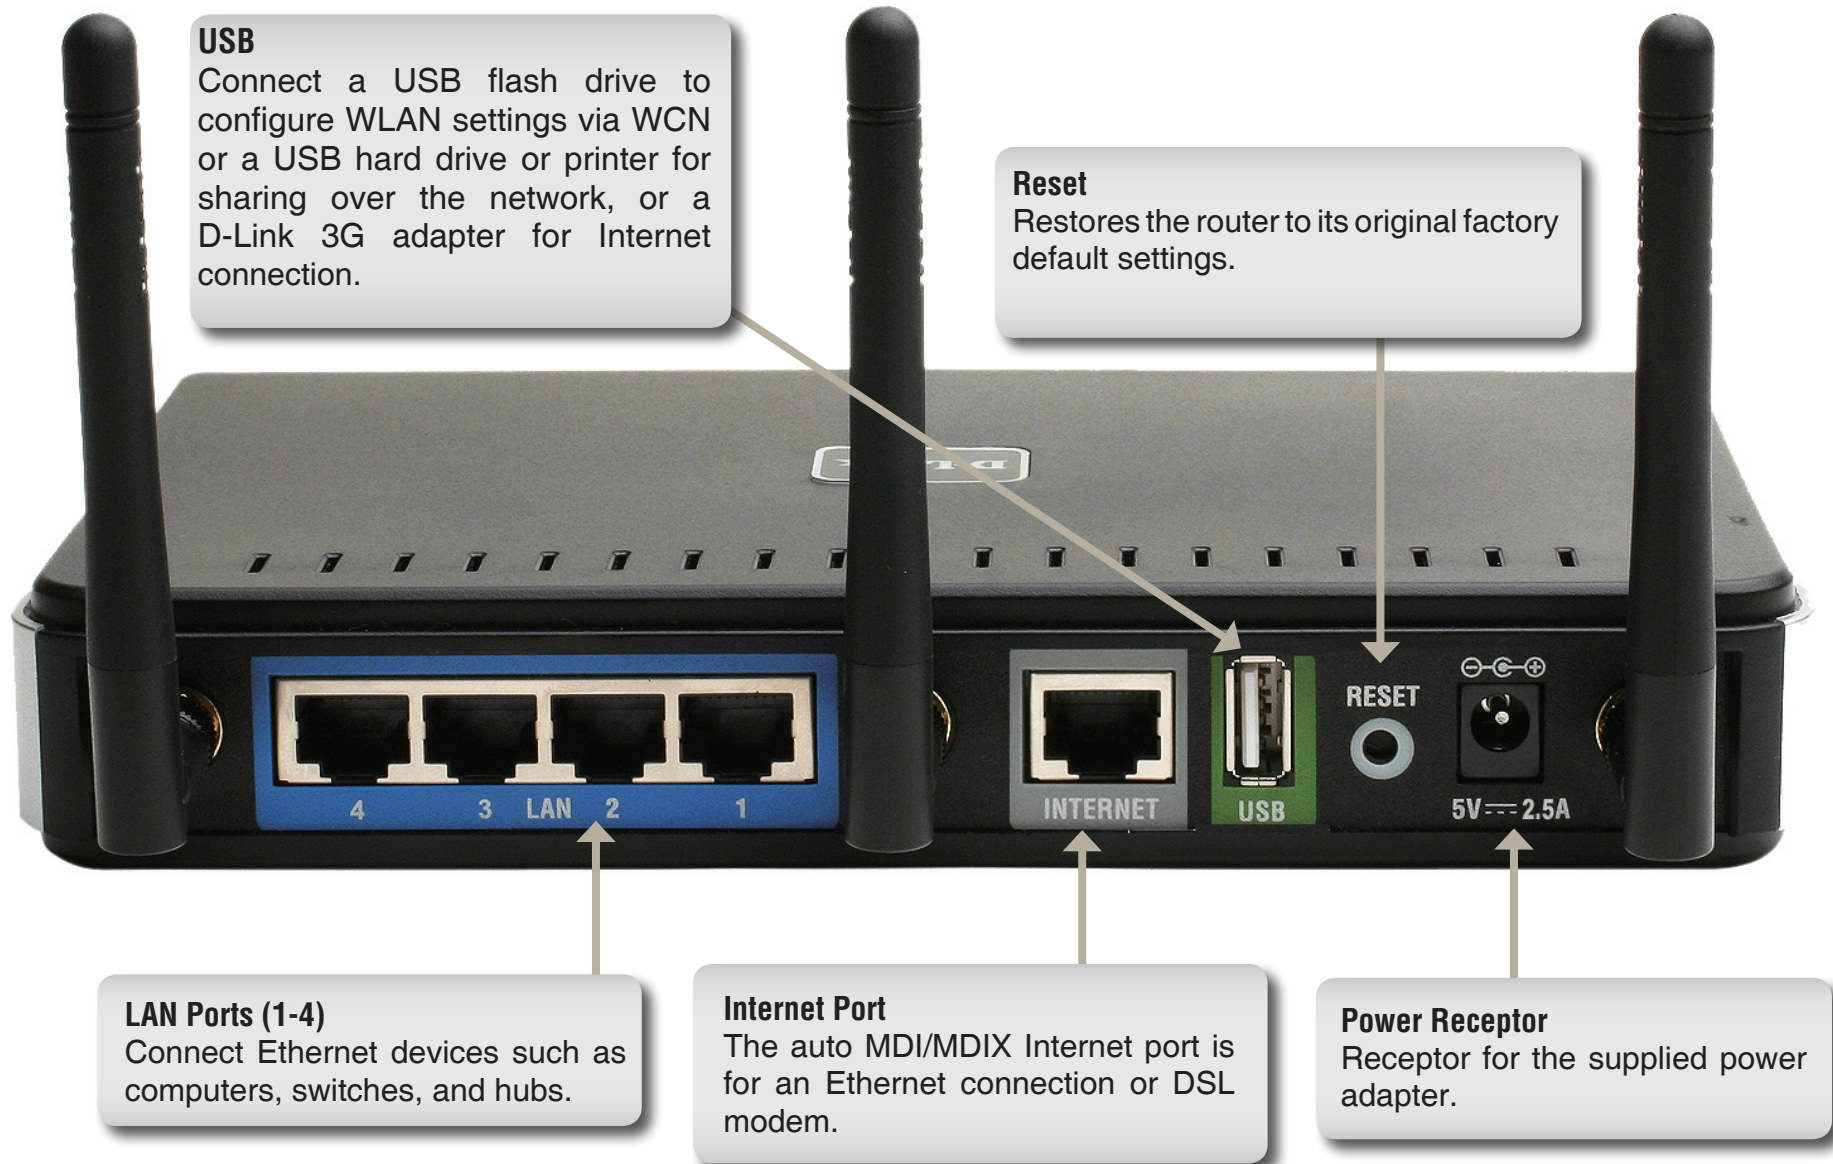 USB
Connect a USB flash drive to
configure WLAN settings via WCN
or a USB hard drive or printer for
sharing over the network, or a
D-Link 3G adapter for Internet
connection.
Reset
Restores the router to its original factory
default settings.
RESET
4 3 LAN 2 1
INTERNET
USB
5V 2.5A
LAN Ports (1-4)
Connect Ethernet devices such as
computers, switches, and hubs.
Internet Port
The auto MDI/MDIX Internet port is
for an Ethernet connection or DSL
modem.
Power Receptor
Receptor for the supplied power
adapter.